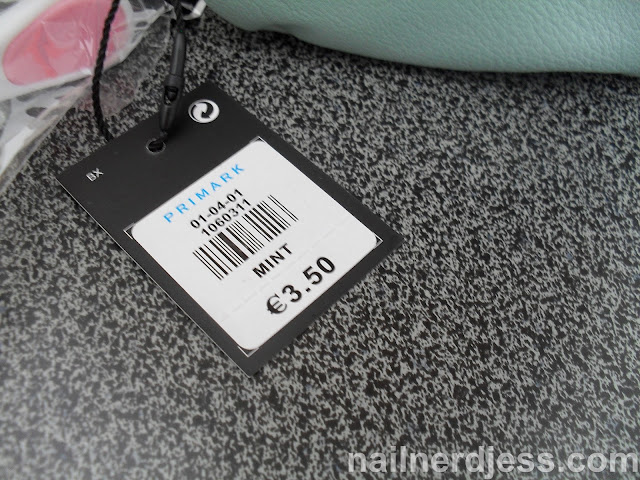 BX
PRIMARK
01-04-01
1060311
MINT
€3.50
nailnerdjess.com